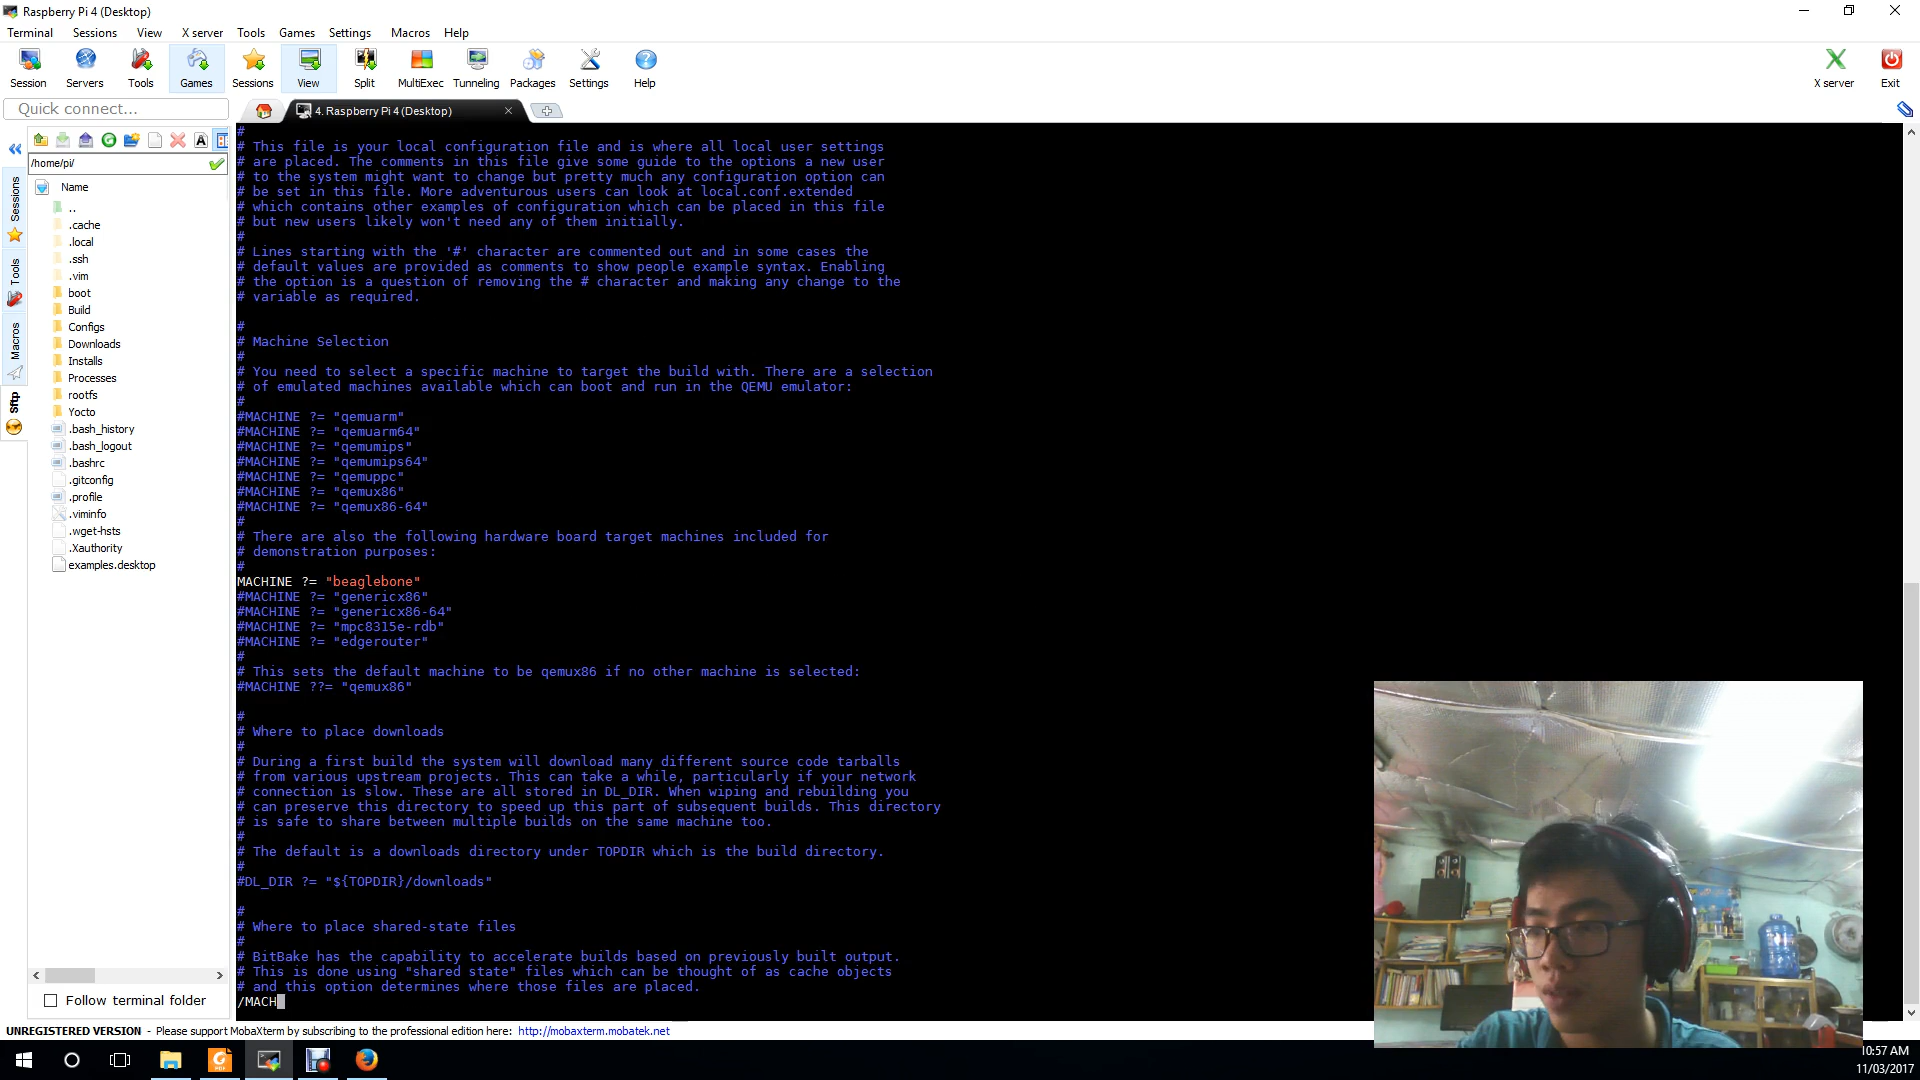 Raspberry Pi 4 (Desktop)
Terminal Sessions View X server Tools Games Settings Macros Help
Session Servers Tools Games Sessions View Split MultiExec Tunneling Packages Settings Help X server Exit
Quick connect...
4. Raspberry Pi 4 (Desktop)
/home/pi/
Name
..
.cache
.local
.ssh
.vim
boot
Build
Configs
Downloads
Installs
Processes
rootfs
Yocto
.bash_history
.bash_logout
.bashrc
.gitconfig
.profile
.viminfo
.wget-hsts
.Xauthority
examples.desktop
Follow terminal folder
Sessions
Tools
Macros
Sftp
#
# This file is your local configuration file and is where all local user settings
# are placed. The comments in this file give some guide to the options a new user
# to the system might want to change but pretty much any configuration option can
# be set in this file. More adventurous users can look at local.conf.extended
# which contains other examples of configuration which can be placed in this file
# but new users likely won't need any of them initially.
#
# Lines starting with the '#' character are commented out and in some cases the
# default values are provided as comments to show people example syntax. Enabling
# the option is a question of removing the # character and making any change to the
# variable as required.
#
# Machine Selection
#
# You need to select a specific machine to target the build with. There are a selection
# of emulated machines available which can boot and run in the QEMU emulator:
#
#MACHINE ?= "qemuarm"
#MACHINE ?= "qemuarm64"
#MACHINE ?= "qemumips"
#MACHINE ?= "qemumips64"
#MACHINE ?= "qemuppc"
#MACHINE ?= "qemux86"
#MACHINE ?= "qemux86-64"
#
# There are also the following hardware board target machines included for
# demonstration purposes:
#
MACHINE ?= "beaglebone"
#MACHINE ?= "genericx86"
#MACHINE ?= "genericx86-64"
#MACHINE ?= "mpc8315e-rdb"
#MACHINE ?= "edgerouter"
#
# This sets the default machine to be qemux86 if no other machine is selected:
#MACHINE ??= "qemux86"
#
# Where to place downloads
#
# During a first build the system will download many different source code tarballs
# from various upstream projects. This can take a while, particularly if your network
# connection is slow. These are all stored in DL_DIR. When wiping and rebuilding you
# can preserve this directory to speed up this part of subsequent builds. This directory
# is safe to share between multiple builds on the same machine too.
#
# The default is a downloads directory under TOPDIR which is the build directory.
#
#DL_DIR ?= "${TOPDIR}/downloads"
#
# Where to place shared-state files
#
# BitBake has the capability to accelerate builds based on previously built output.
# This is done using "shared state" files which can be thought of as cache objects
# and this option determines where those files are placed.
/MACH
UNREGISTERED VERSION - Please support MobaXterm by subscribing to the professional edition here: http://mobaxterm.mobatek.net
10:57 AM
11/03/2017